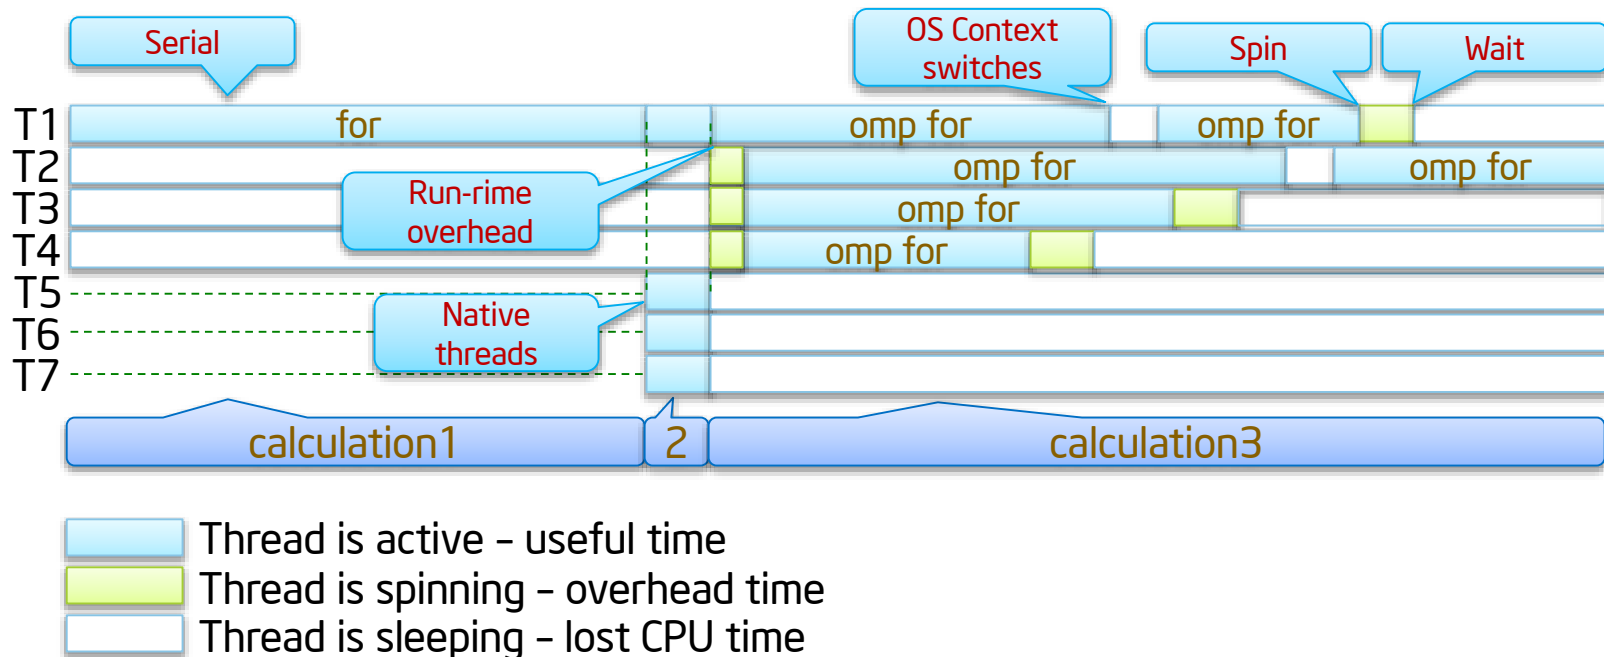 Serial
OS Context
switches
Spin
Wait
T1
for
omp for
omp for
T2
omp for
omp for
T3
omp for
T4
omp for
Run-rime
overhead
T5
T6
T7
Native
threads
calculation1
2
calculation3
Thread is active – useful time
Thread is spinning – overhead time
Thread is sleeping – lost CPU time